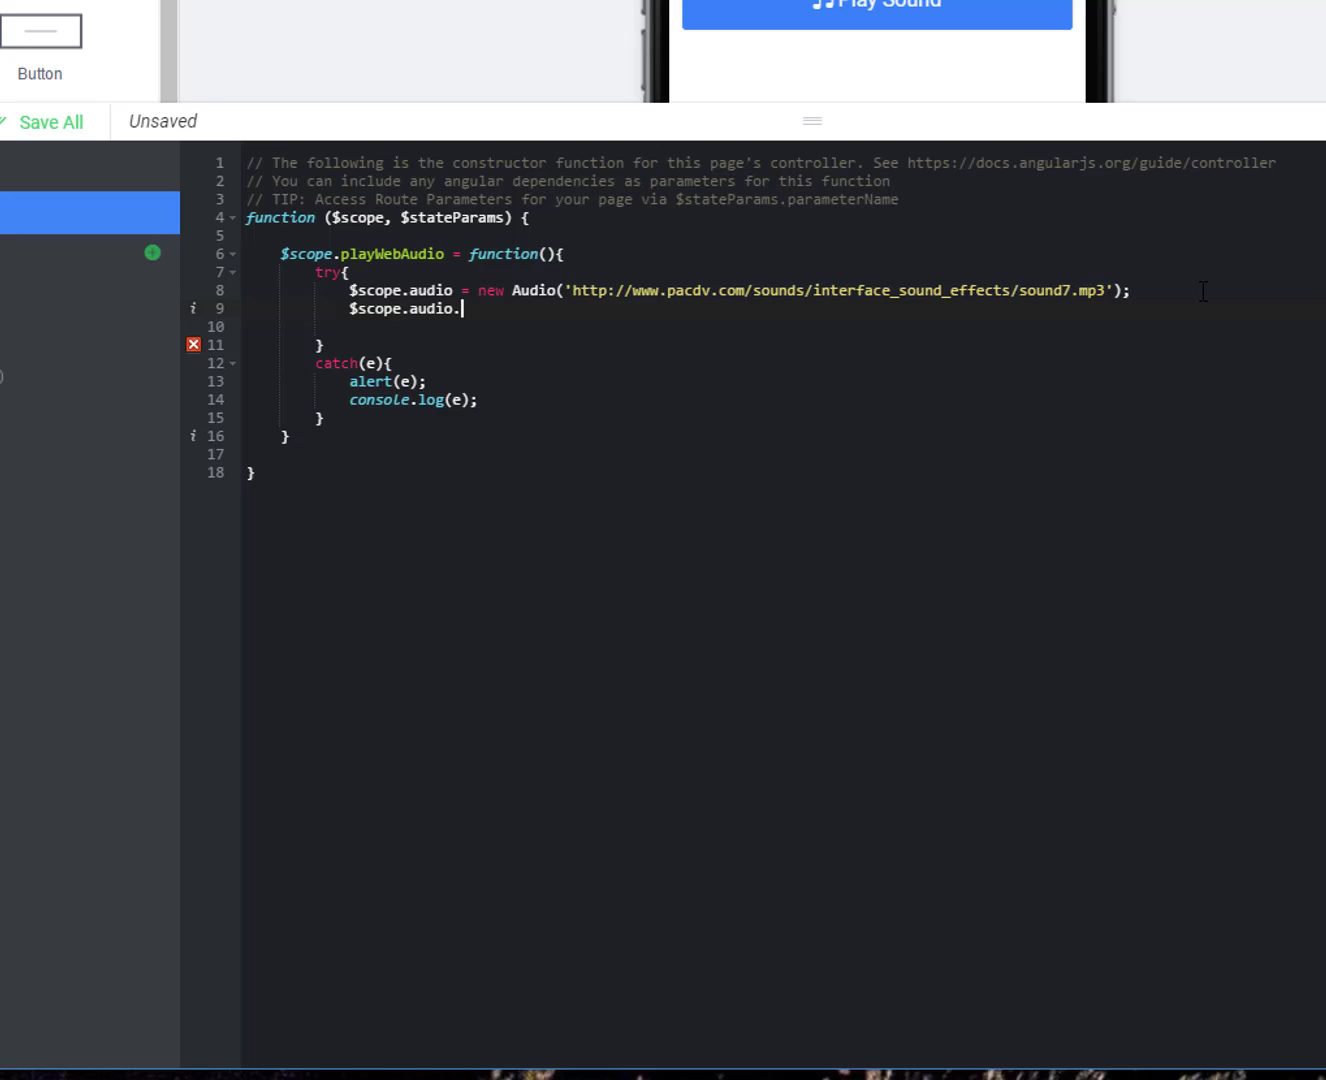 Play Sound
Button
Save All
Unsaved
1 // The following is the constructor function for this page's controller. See https://docs.angularjs.org/guide/controller
2 // You can include any angular dependencies as parameters for this function
3 // TIP: Access Route Parameters for your page via $stateParams.parameterName
4 function ($scope, $stateParams) {
5
6 $scope.playWebAudio = function(){
7 try{
8 $scope.audio = new Audio('http://www.pacdv.com/sounds/interface_sound_effects/sound7.mp3');
i 9 $scope.audio.
10
11 }
12 catch(e){
13 alert(e);
14 console.log(e);
15 }
i 16 }
17
18 }